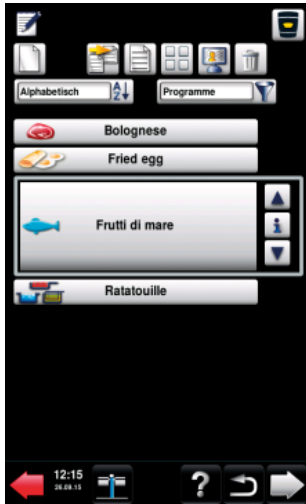 Alphabetisch
A
Z
Programme
Bolognese
Fried egg
Frutti di mare
i
Ratatouille
12:15
26.08.15
?